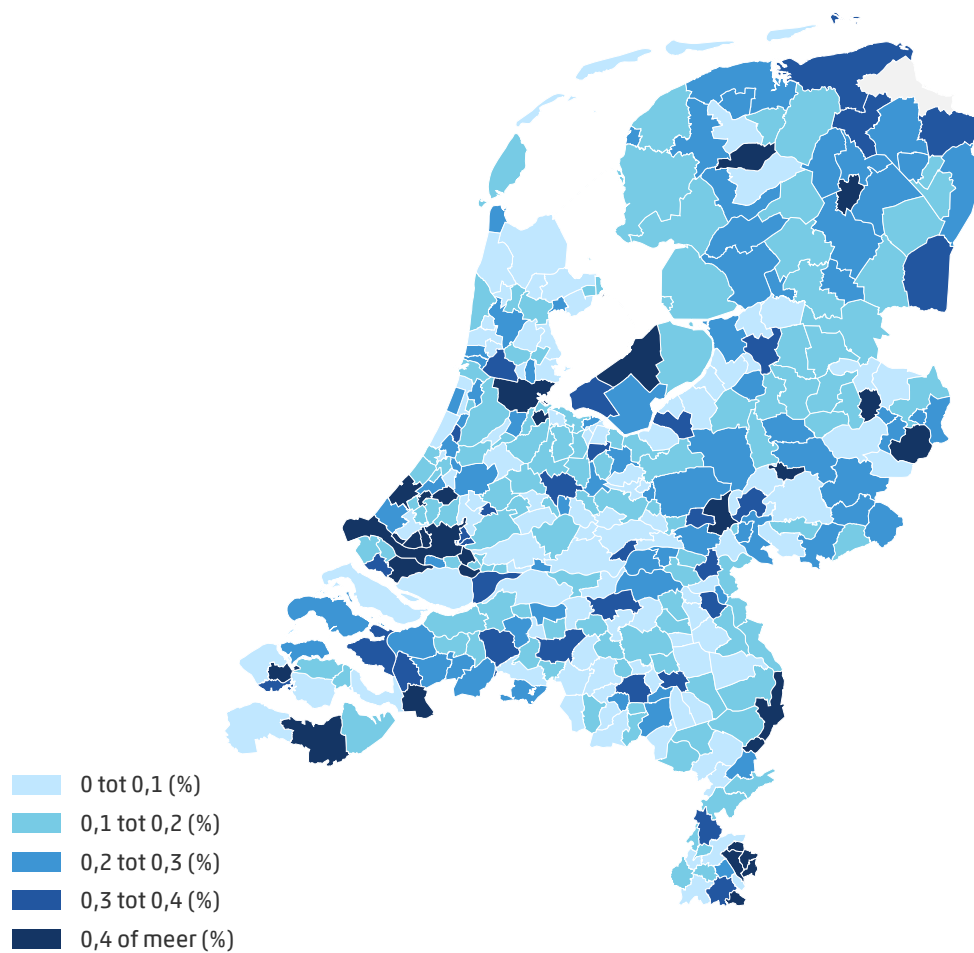 0 tot 0,1 (%)
0,1 tot 0,2 (%)
0,2 tot 0,3 (%)
0,3 tot 0,4 (%)
0,4 of meer (%)